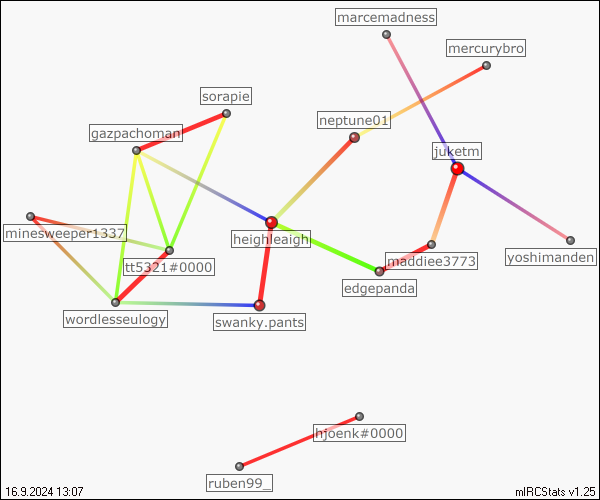 marcemadness
mercurybro
sorapie
neptune01
gazpachoman
juketm
minesweeper1337
heighleaigh
yoshimanden
tt5321#0000
maddiee3773
edgepanda
wordlesseulogy
swanky.pants
hjoenk#0000
ruben99_
16.9.2024 13:07
mIRCStats v1.25